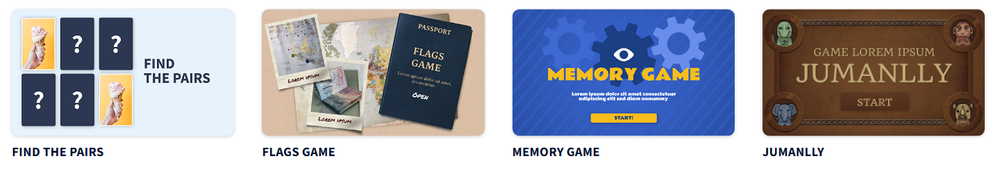 ?
?
FIND
THE PAIRS
?
?
FIND THE PAIRS
LOREM IPSUM
LOREM IPSUM
PASSPORT
FLAGS
GAME
Lorem ipsum dolor sit amet,
consectetur
OPEN
FLAGS GAME
MEMORY GAME
Lorem ipsum dolor sit amet consectetuer
adipiscing elit sed diam nonummy
START!
MEMORY GAME
GAME LOREM IPSUM
JUMANLLY
START
JUMANLLY